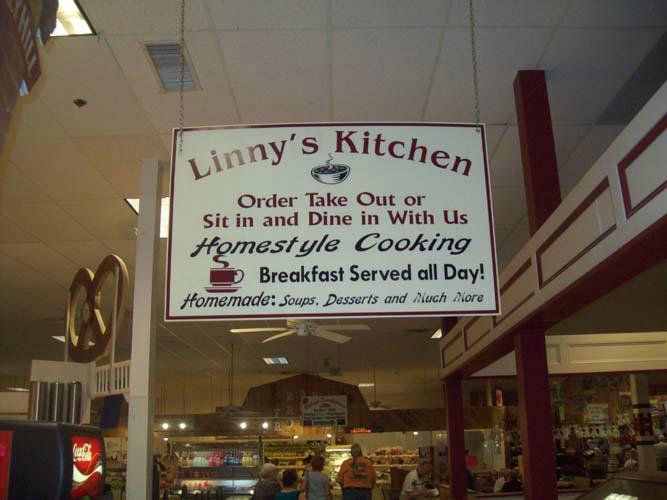 Linny's Kitchen
Order Take Out or
Sit in and Dine in With Us
Homestyle Cooking
Breakfast Served all Day!
Homemade: Soups, Desserts and Much More
Coca-Cola